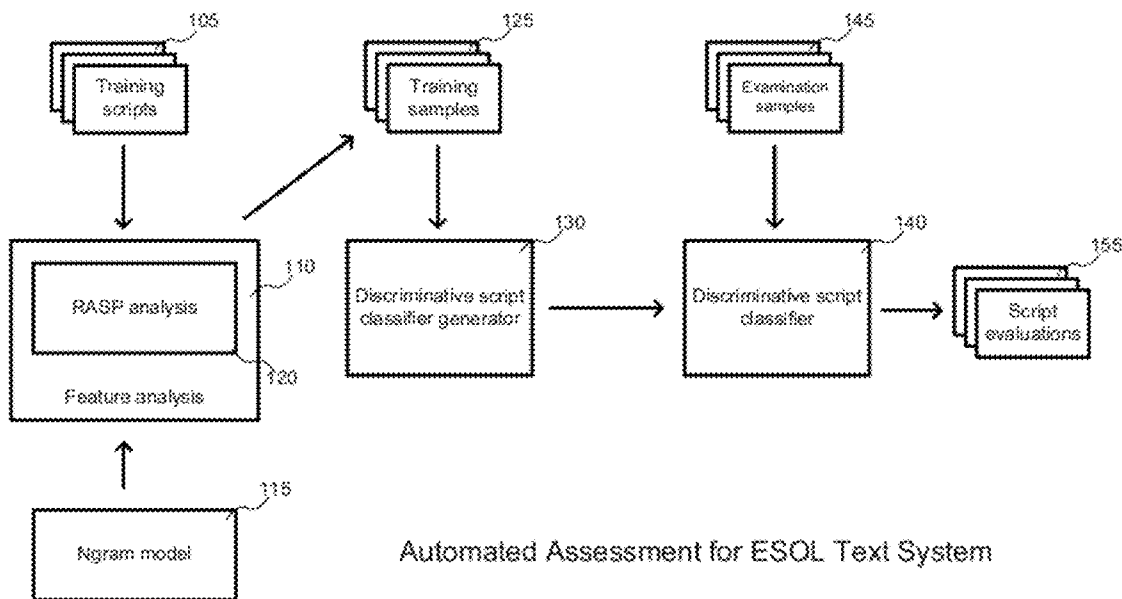 105
125
145
Training
scripts
Training
samples
Examination
samples
130
140
155
110
RASP analysis
Discriminative script
classifier generator
Discriminative script
classifier
Script
evaluations
120
Feature analysis
115
Ngram model
Automated Assessment for ESOL Text System